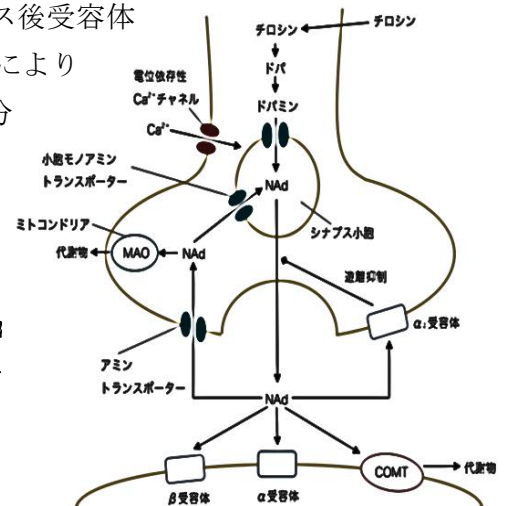 ス後受容体
により
分
チロシン
チロシン
ドパ
ドパミン
電位依存性
Ca²⁺チャネル
Ca²⁺
小胞モノアミン
トランスポーター
NAd
シナプス小胞
ミトコンドリア
代謝物
MAO
NAd
遊離抑制
α₂受容体
アミン
トランスポーター
NAd
β受容体
α受容体
COMT
代謝物